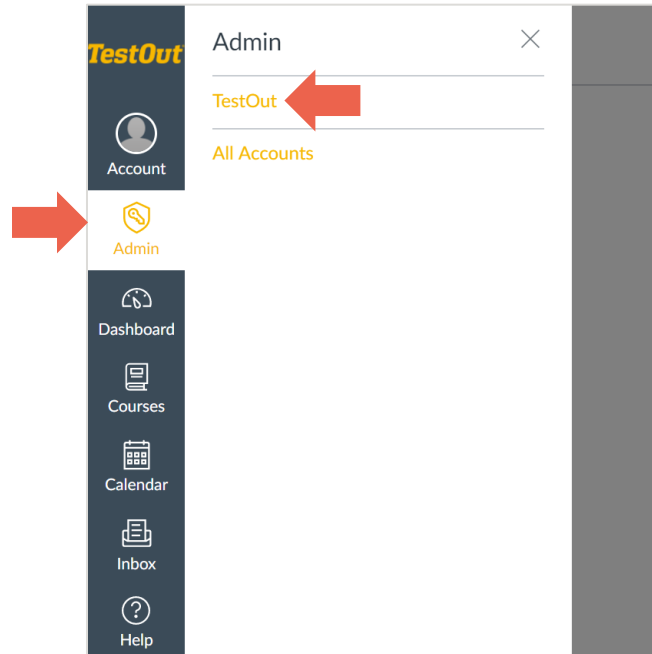 TestOut
Account
Admin
Dashboard
Courses
Calendar
Inbox
Help
Admin
TestOut
All Accounts